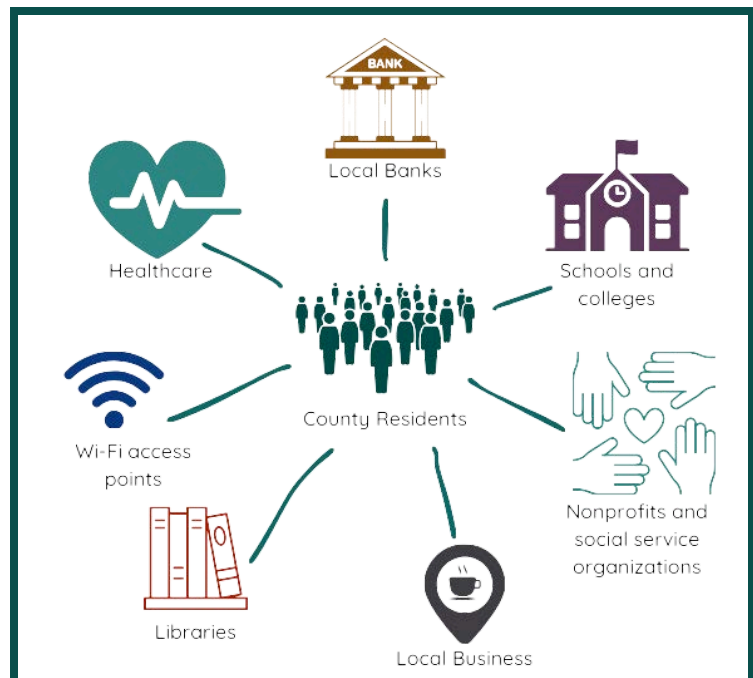 BANK
Local Banks
Healthcare
Schools and
colleges
County Residents
Wi-Fi access
points
Nonprofits and
social service
organizations
Libraries
Local Business